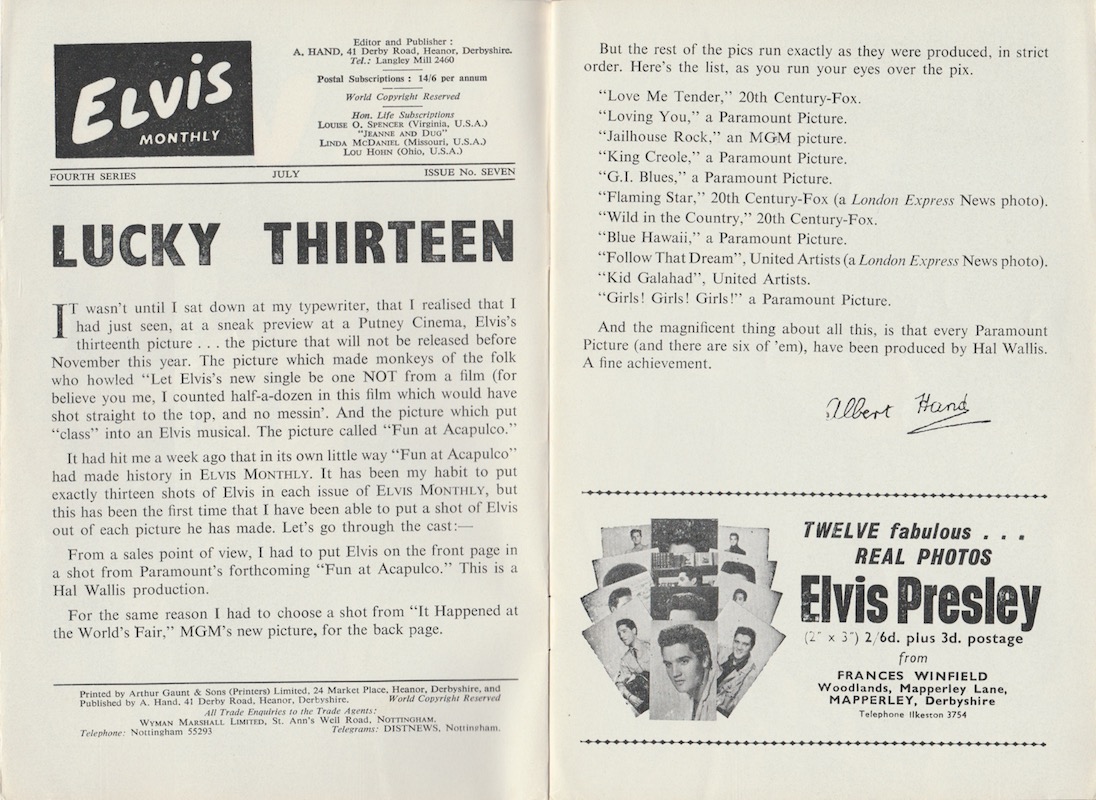 ELVIS
MONTHLY
Editor and Publisher :
A. HAND, 41 Derby Road, Heanor, Derbyshire.
Tel.: Langley Mill 2460
Postal Subscriptions : 14/6 per annum
World Copyright Reserved
Hon. Life Subscriptions
LOUISE O. SPENCER (Virginia, U.S.A.)
"JEANNE AND DUG"
LINDA MCDANIEL (Missouri, U.S.A.)
LOU HOHN (Ohio, U.S.A.)
FOURTH SERIES JULY ISSUE No. SEVEN
LUCKY THIRTEEN
IT wasn't until I sat down at my typewriter, that I realised that I
had just seen, at a sneak preview at a Putney Cinema, Elvis's
thirteenth picture . . . the picture that will not be released before
November this year. The picture which made monkeys of the folk
who howled "Let Elvis's new single be one NOT from a film (for
believe you me, I counted half-a-dozen in this film which would have
shot straight to the top, and no messin'. And the picture which put
"class" into an Elvis musical. The picture called "Fun at Acapulco."
It had hit me a week ago that in its own little way "Fun at Acapulco"
had made history in ELVIS MONTHLY. It has been my habit to put
exactly thirteen shots of Elvis in each issue of ELVIS MONTHLY, but
this has been the first time that I have been able to put a shot of Elvis
out of each picture he has made. Let's go through the cast:—
From a sales point of view, I had to put Elvis on the front page in
a shot from Paramount's forthcoming "Fun at Acapulco." This is a
Hal Wallis production.
For the same reason I had to choose a shot from "It Happened at
the World's Fair," MGM's new picture, for the back page.
Printed by Arthur Gaunt & Sons (Printers) Limited, 24 Market Place, Heanor, Derbyshire, and
Published by A. Hand, 41 Derby Road, Heanor, Derbyshire. World Copyright Reserved
All Trade Enquiries to the Trade Agents:
WYMAN MARSHALL LIMITED, St. Ann's Well Road, NOTTINGHAM.
Telephone: Nottingham 55293 Telegrams: DISTNEWS, Nottingham.
But the rest of the pics run exactly as they were produced, in strict
order. Here's the list, as you run your eyes over the pix.
"Love Me Tender," 20th Century-Fox.
"Loving You," a Paramount Picture.
"Jailhouse Rock," an MGM picture.
"King Creole," a Paramount Picture.
"G.I. Blues," a Paramount Picture.
"Flaming Star," 20th Century-Fox (a London Express News photo).
"Wild in the Country," 20th Century-Fox.
"Blue Hawaii," a Paramount Picture.
"Follow That Dream", United Artists (a London Express News photo).
"Kid Galahad", United Artists.
"Girls! Girls! Girls!" a Paramount Picture.
And the magnificent thing about all this, is that every Paramount
Picture (and there are six of 'em), have been produced by Hal Wallis.
A fine achievement.
Albert Hand
TWELVE fabulous . . .
REAL PHOTOS
Elvis Presley
(2" x 3") 2/6d. plus 3d. postage
from
FRANCES WINFIELD
Woodlands, Mapperley Lane,
MAPPERLEY, Derbyshire
Telephone Ilkeston 3754